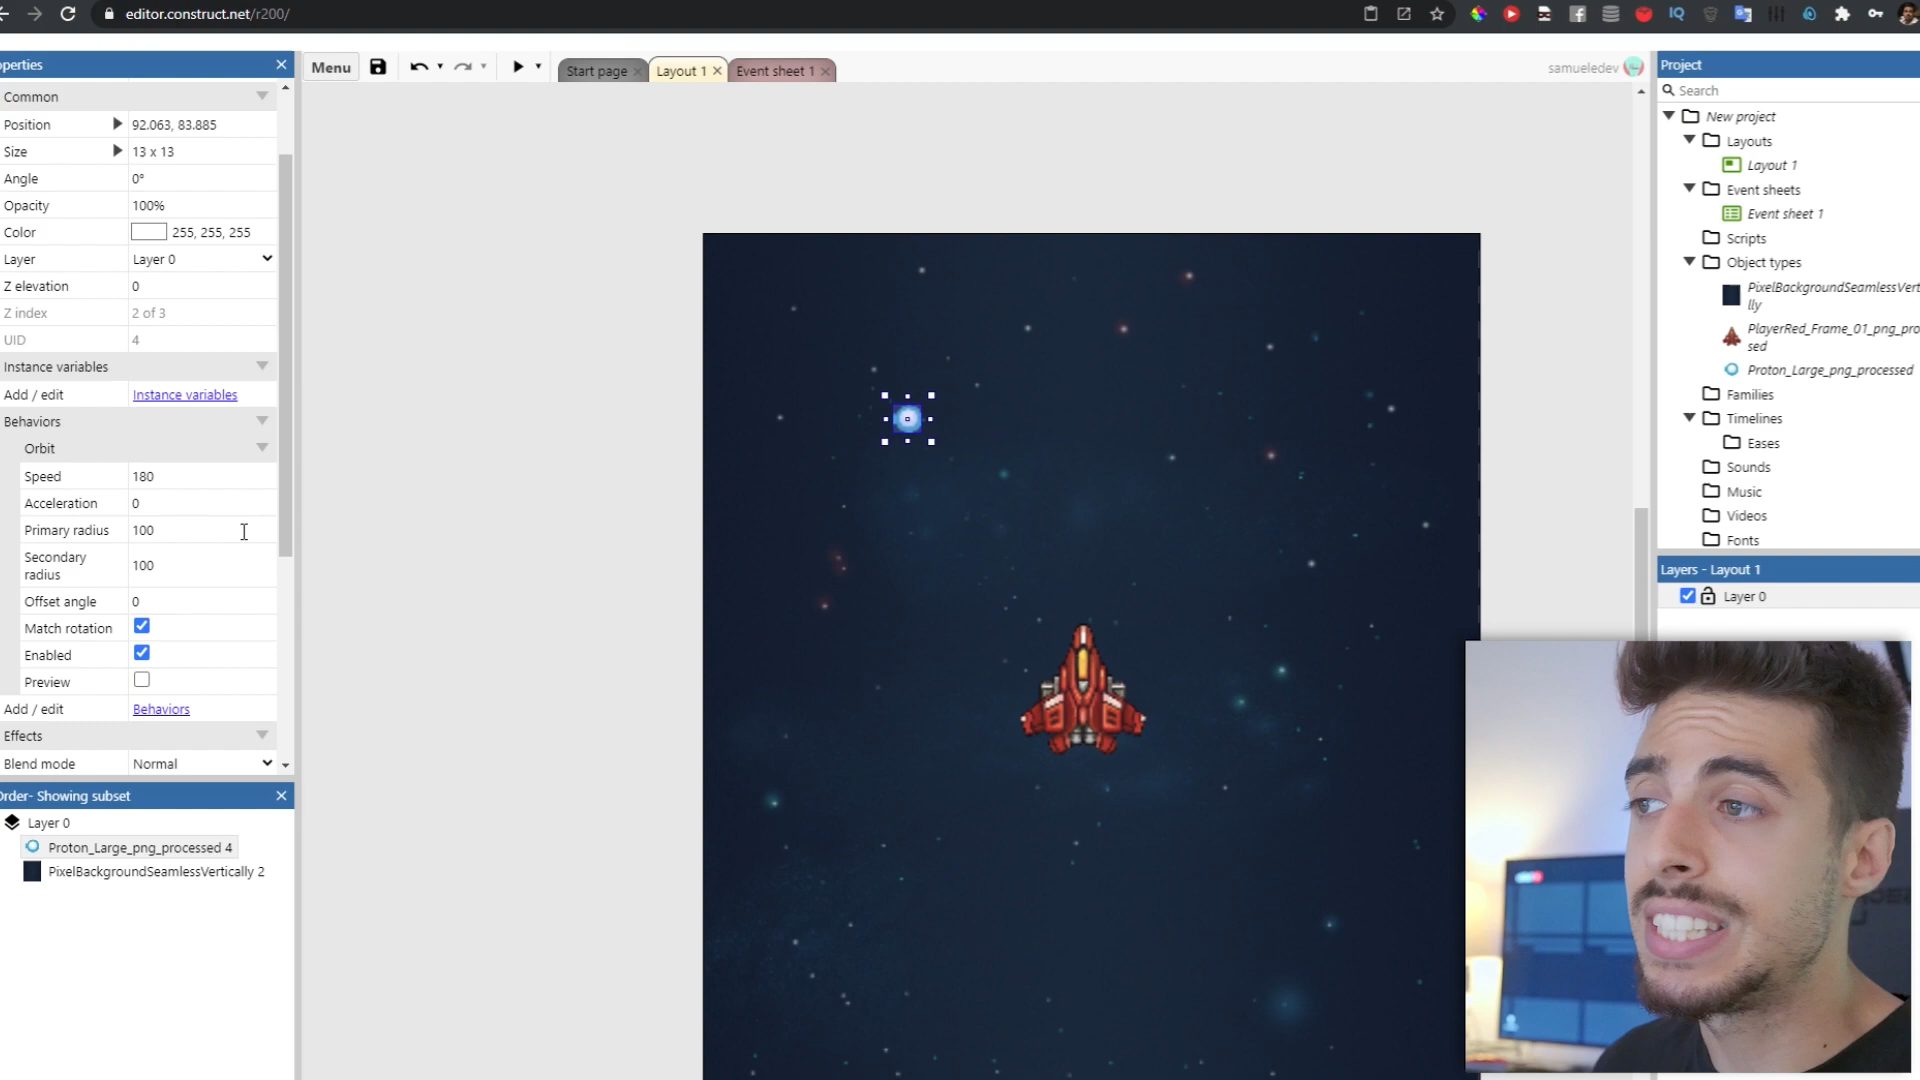 editor.construct.net/r200/
IQ
operties
Common
Position 92.063, 83.885
Size 13 x 13
Angle 0°
Opacity 100%
Color 255, 255, 255
Layer Layer 0
Z elevation 0
Z index 2 of 3
UID 4
Instance variables
Add / edit Instance variables
Behaviors
Orbit
Speed 180
Acceleration 0
Primary radius 100
Secondary
radius 100
Offset angle 0
Match rotation
Enabled
Preview
Add / edit Behaviors
Effects
Blend mode Normal
Order- Showing subset
Layer 0
Proton_Large_png_processed 4
PixelBackgroundSeamlessVertically 2
Menu
Start page
Layout 1
Event sheet 1
samueledev
Project
Search
New project
Layouts
Layout 1
Event sheets
Event sheet 1
Scripts
Object types
PixelBackgroundSeamlessVert
lly
PlayerRed_Frame_01_png_pro
sed
Proton_Large_png_processed
Families
Timelines
Eases
Sounds
Music
Videos
Fonts
Layers - Layout 1
Layer 0